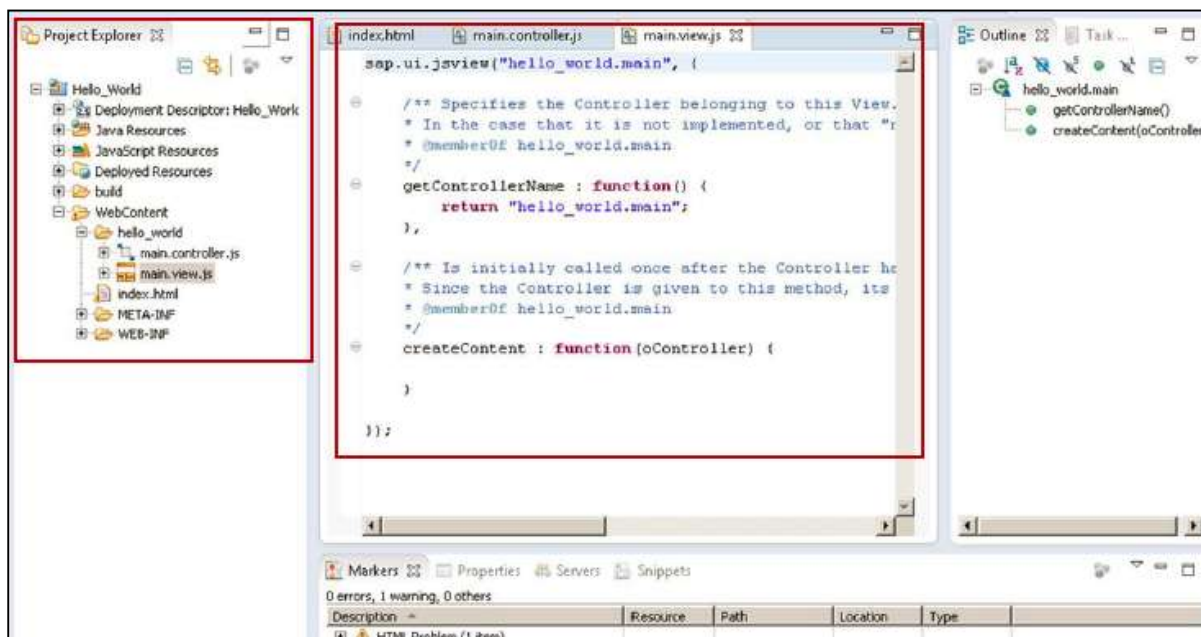 Project Explorer
Hello_World
Deployment Descriptor: Hello_Work
Java Resources
JavaScript Resources
Deployed Resources
build
WebContent
hello_world
main.controller.js
main.view.js
index.html
META-INF
WEB-INF
index.html main.controller.js main.view.js
sap.ui.jsview("hello_world.main", {
/** Specifies the Controller belonging to this View.
* In the case that it is not implemented, or that "n
* @memberOf hello_world.main
*/
getControllerName : function() {
return "hello_world.main";
},
/** Is initially called once after the Controller ha
* Since the Controller is given to this method, its
* @memberOf hello_world.main
*/
createContent : function(oController) {
}
});
Outline Task ...
hello_world.main
getControllerName()
createContent(oController
Markers Properties Servers Snippets
0 errors, 1 warning, 0 others
Description Resource Path Location Type
HTML Problem (1 item)